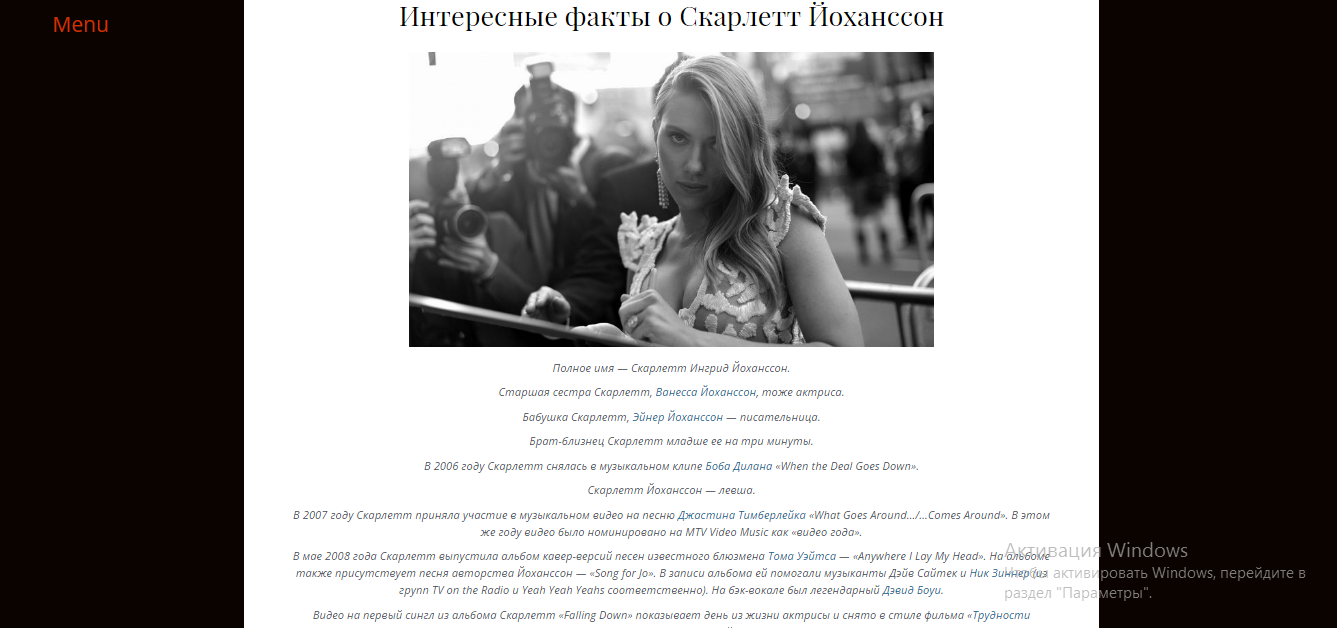 Menu
Интересные факты о Скарлетт Йоханссон
Полное имя — Скарлетт Ингрид Йоханссон.
Старшая сестра Скарлетт, Ванесса Йоханссон, тоже актриса.
Бабушка Скарлетт, Эйнер Йоханссон — писательница.
Брат-близнец Скарлетт младше ее на три минуты.
В 2006 году Скарлетт снялась в музыкальном клипе Боба Дилана «When the Deal Goes Down».
Скарлетт Йоханссон — левша.
В 2007 году Скарлетт приняла участие в музыкальном видео на песню Джастина Тимберлейка «What Goes Around.../...Comes Around». В этом
же году видео было номинировано на MTV Video Music как «видео года».
В мае 2008 года Скарлетт выпустила альбом кавер-версий песен известного блюзмена Тома Уэйтса — «Anywhere I Lay My Head». На альбоме
также присутствует песня авторства Йоханссон — «Song for Jo». В записи альбома ей помогали музыканты Дэйв Сайтек и Ник Зиннер (из
групп TV on the Radio и Yeah Yeah Yeahs соответственно). На бэк-вокале был легендарный Дэвид Боуи.
Видео на первый сингл из альбома Скарлетт «Falling Down» показывает день из жизни актрисы и снято в стиле фильма «Трудности
Активация Windows
Чтобы активировать Windows, перейдите в
раздел "Параметры".